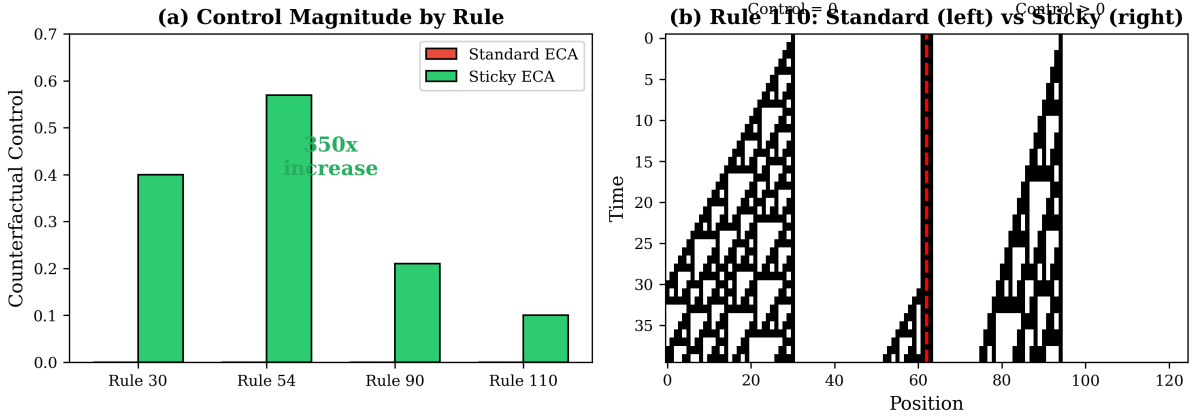 (a) Control Magnitude by Rule
Counterfactual Control
0.7
0.6
0.5
0.4
0.3
0.2
0.1
0.0
Standard ECA
Sticky ECA
350x
increase
Rule 30
Rule 54
Rule 90
Rule 110
Control = 0
Control > 0
(b) Rule 110: Standard (left) vs Sticky (right)
Time
0
5
10
15
20
25
30
35
0
20
40
60
80
100
120
Position